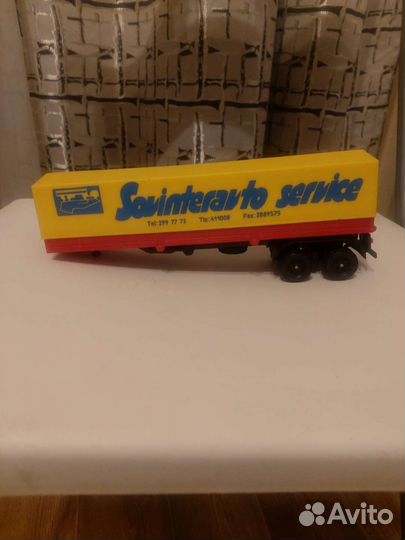 Sovinteravto service
Tel:299 77 73 Tlx:411008 Fax:2889575
Avito